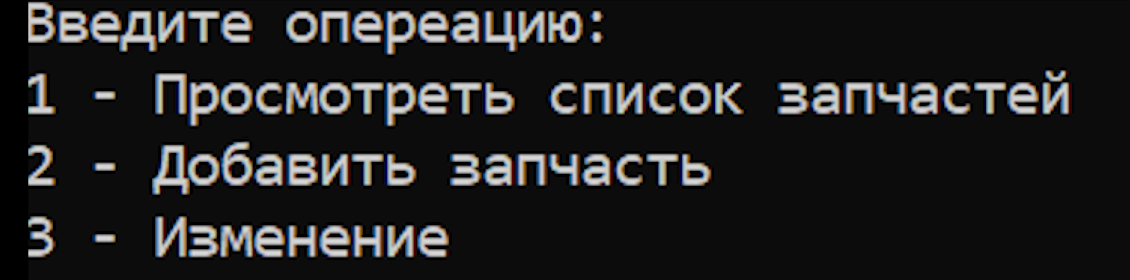 Введите опереацию:
1 - Просмотреть список запчастей
2 - Добавить запчасть
3 - Изменение